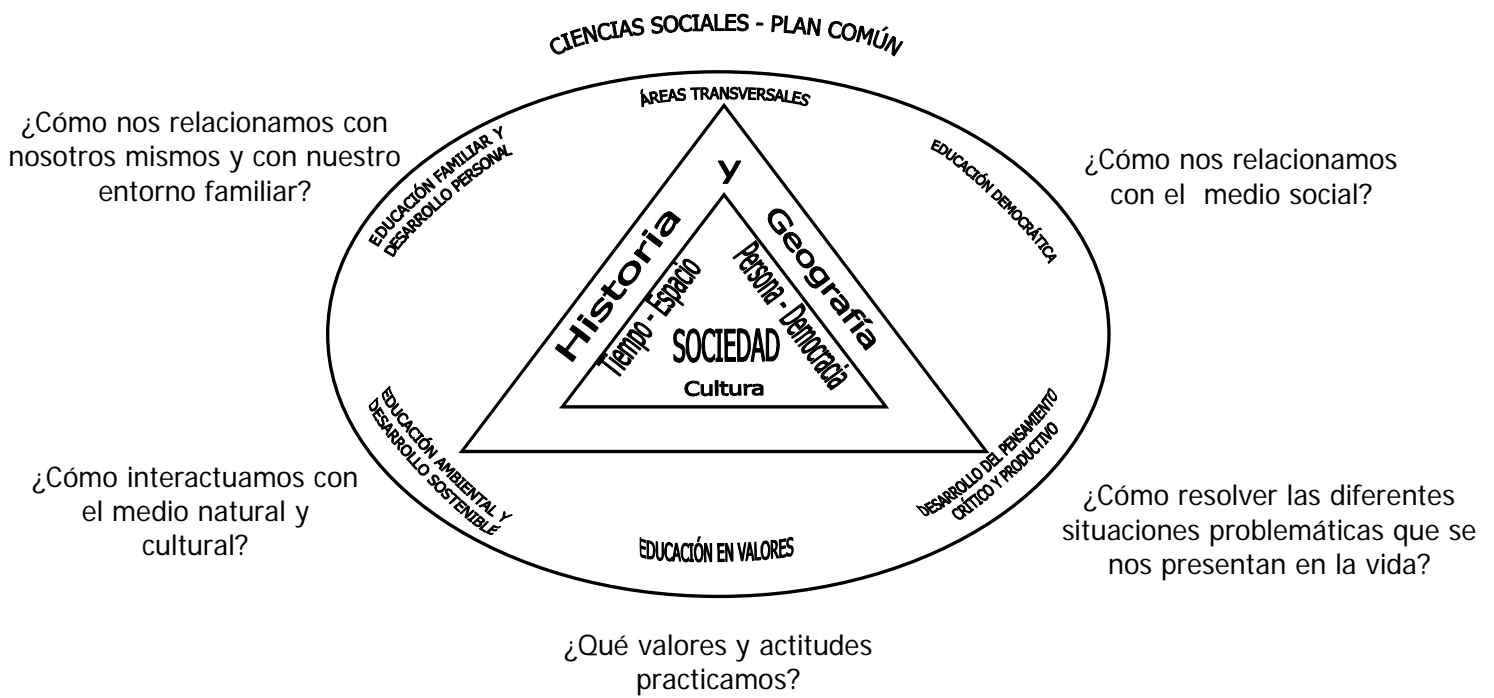 CIENCIAS SOCIALES - PLAN COMÚN
ÁREAS TRANSVERSALES
¿Cómo nos relacionamos con
nosotros mismos y con nuestro
entorno familiar?
EDUCACIÓN FAMILIAR Y
DESARROLLO PERSONAL
EDUCACIÓN DEMOCRÁTICA
¿Cómo nos relacionamos
con el medio social?
Historia
y
Geografía
Tiempo - Espacio
Persona - Democracia
SOCIEDAD
Cultura
EDUCACIÓN AMBIENTAL Y
DESARROLLO SOSTENIBLE
DESARROLLO DEL PENSAMIENTO
CRÍTICO Y PRODUCTIVO
¿Cómo interactuamos con
el medio natural y
cultural?
¿Cómo resolver las diferentes
situaciones problemáticas que se
nos presentan en la vida?
EDUCACIÓN EN VALORES
¿Qué valores y actitudes
practicamos?